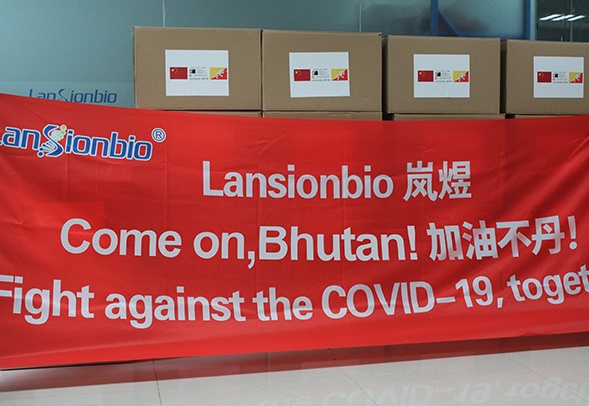 LanSionbio
LanSionbio®
Lansionbio 岚煜
Come on,Bhutan! 加油不丹!
Fight against the COVID-19, toget